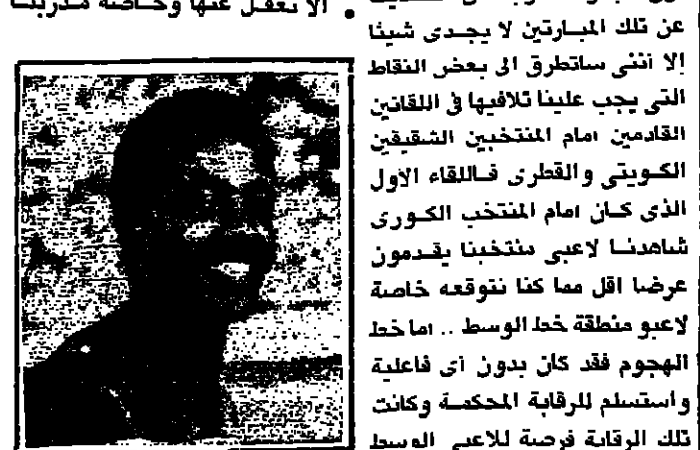 عن تلك المبارتين لا يجدى شيئا
إلا أننى ساتطرق الى بعض النقاط
التى يجب علينا تلافيها في اللقائين
القادمين امام المنتخبين الشقيقين
الكويتى والقطرى فاللقاء الأول
الذى كان امام المنتخب الكورى
شاهدنا لاعبى منتخبنا يقدمون
عرضا اقل مما كنا نتوقعه خاصة
لاعبو منطقة خط الوسط .. اما خط
الهجوم فقد كان بدون أى فاعلية
واستسلم للرقابة المحكمة وكانت
تلك الرقابة فرصة للاعبى الوسط
الا نغفل عنها وخاصة مدربنا